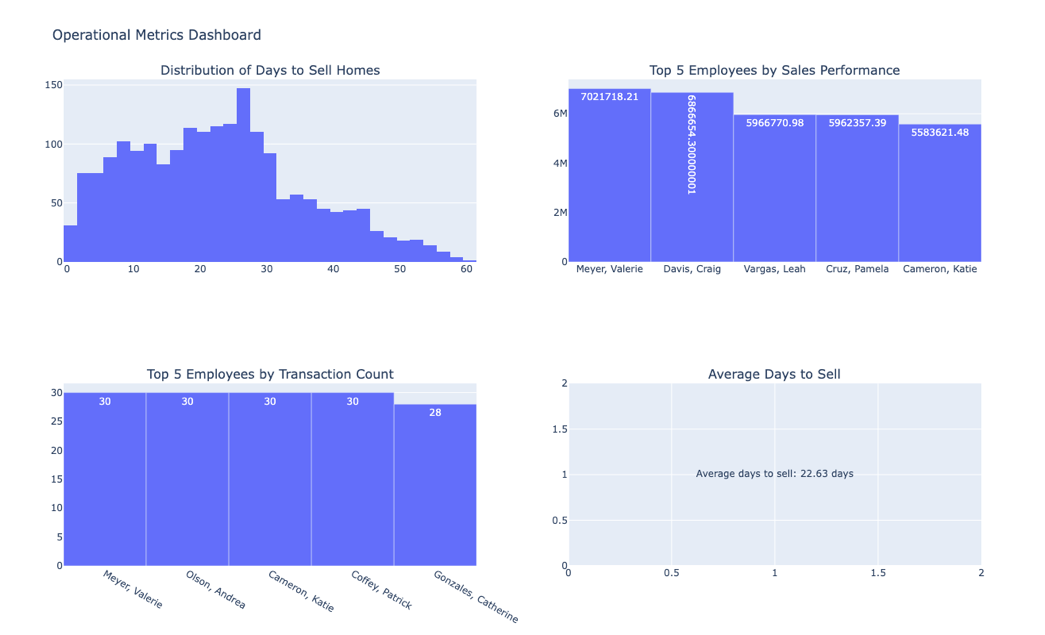 Operational Metrics Dashboard
Distribution of Days to Sell Homes
150
100
50
0
0 10 20 30 40 50 60
Top 5 Employees by Sales Performance
6M
4M
2M
0
7021718.21
6866654.300000001
5966770.98
5962357.39
5583621.48
Meyer, Valerie
Davis, Craig
Vargas, Leah
Cruz, Pamela
Cameron, Katie
Top 5 Employees by Transaction Count
30
25
20
15
10
5
0
30
30
30
30
28
Meyer, Valerie
Olson, Andrea
Cameron, Katie
Coffey, Patrick
Gonzales, Catherine
Average Days to Sell
2
1.5
1
0.5
0
Average days to sell: 22.63 days
0 0.5 1 1.5 2